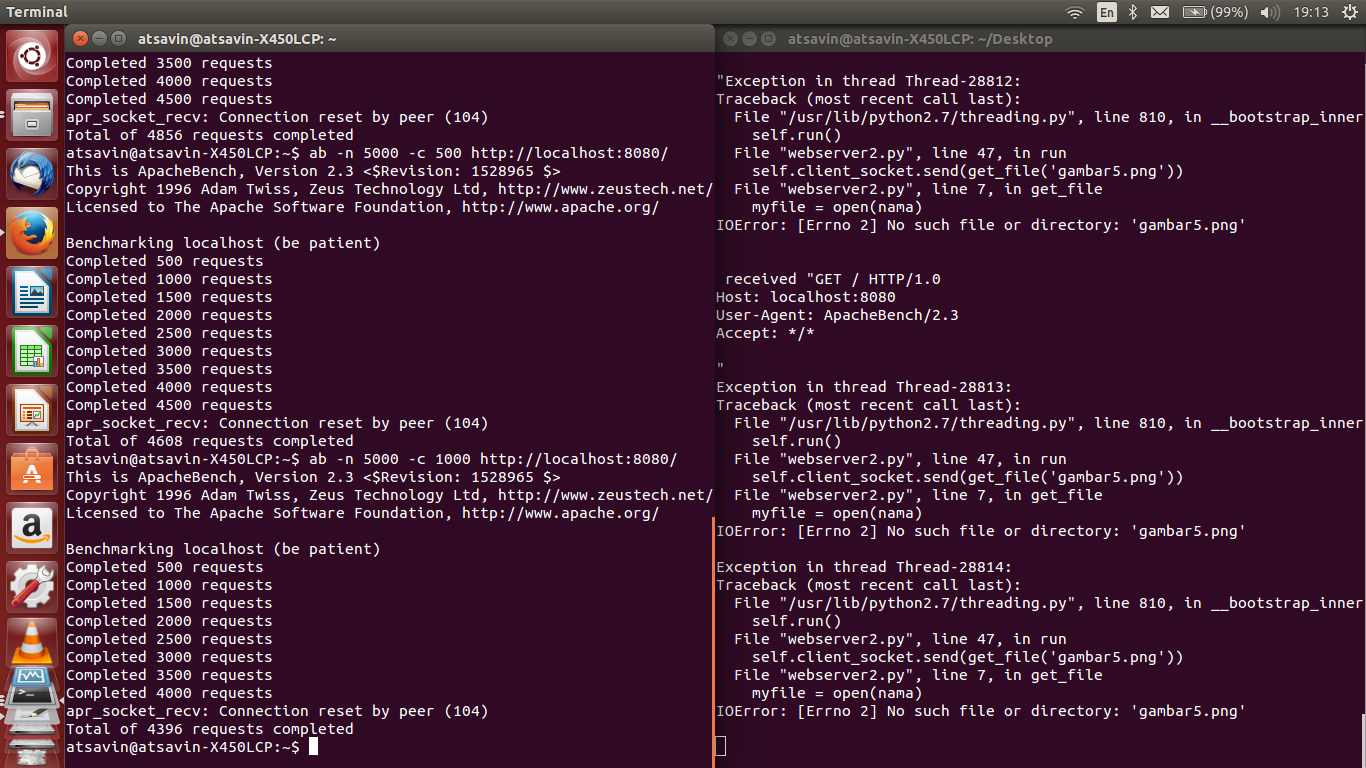 Terminal
En
(99%)
19:13
atsavin@atsavin-X450LCP: ~
Completed 3500 requests
Completed 4000 requests
Completed 4500 requests
apr_socket_recv: Connection reset by peer (104)
Total of 4856 requests completed
atsavin@atsavin-X450LCP:~$ ab -n 5000 -c 500 http://localhost:8080/
This is ApacheBench, Version 2.3 <$Revision: 1528965 $>
Copyright 1996 Adam Twiss, Zeus Technology Ltd, http://www.zeustech.net/
Licensed to The Apache Software Foundation, http://www.apache.org/
Benchmarking localhost (be patient)
Completed 500 requests
Completed 1000 requests
Completed 1500 requests
Completed 2000 requests
Completed 2500 requests
Completed 3000 requests
Completed 3500 requests
Completed 4000 requests
Completed 4500 requests
apr_socket_recv: Connection reset by peer (104)
Total of 4608 requests completed
atsavin@atsavin-X450LCP:~$ ab -n 5000 -c 1000 http://localhost:8080/
This is ApacheBench, Version 2.3 <$Revision: 1528965 $>
Copyright 1996 Adam Twiss, Zeus Technology Ltd, http://www.zeustech.net/
Licensed to The Apache Software Foundation, http://www.apache.org/
Benchmarking localhost (be patient)
Completed 500 requests
Completed 1000 requests
Completed 1500 requests
Completed 2000 requests
Completed 2500 requests
Completed 3000 requests
Completed 3500 requests
Completed 4000 requests
apr_socket_recv: Connection reset by peer (104)
Total of 4396 requests completed
atsavin@atsavin-X450LCP:~$
atsavin@atsavin-X450LCP: ~/Desktop
"Exception in thread Thread-28812:
Traceback (most recent call last):
File "/usr/lib/python2.7/threading.py", line 810, in __bootstrap_inner
self.run()
File "webserver2.py", line 47, in run
self.client_socket.send(get_file('gambar5.png'))
File "webserver2.py", line 7, in get_file
myfile = open(nama)
IOError: [Errno 2] No such file or directory: 'gambar5.png'
received "GET / HTTP/1.0
Host: localhost:8080
User-Agent: ApacheBench/2.3
Accept: */*
"
Exception in thread Thread-28813:
Traceback (most recent call last):
File "/usr/lib/python2.7/threading.py", line 810, in __bootstrap_inner
self.run()
File "webserver2.py", line 47, in run
self.client_socket.send(get_file('gambar5.png'))
File "webserver2.py", line 7, in get_file
myfile = open(nama)
IOError: [Errno 2] No such file or directory: 'gambar5.png'
Exception in thread Thread-28814:
Traceback (most recent call last):
File "/usr/lib/python2.7/threading.py", line 810, in __bootstrap_inner
self.run()
File "webserver2.py", line 47, in run
self.client_socket.send(get_file('gambar5.png'))
File "webserver2.py", line 7, in get_file
myfile = open(nama)
IOError: [Errno 2] No such file or directory: 'gambar5.png'